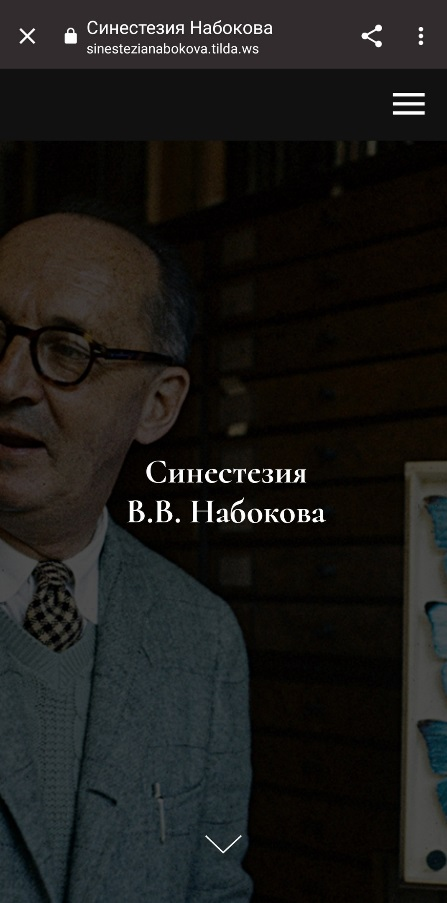 Синестезия Набокова
sinestezianabokova.tilda.ws
Синестезия
В.В. Набокова